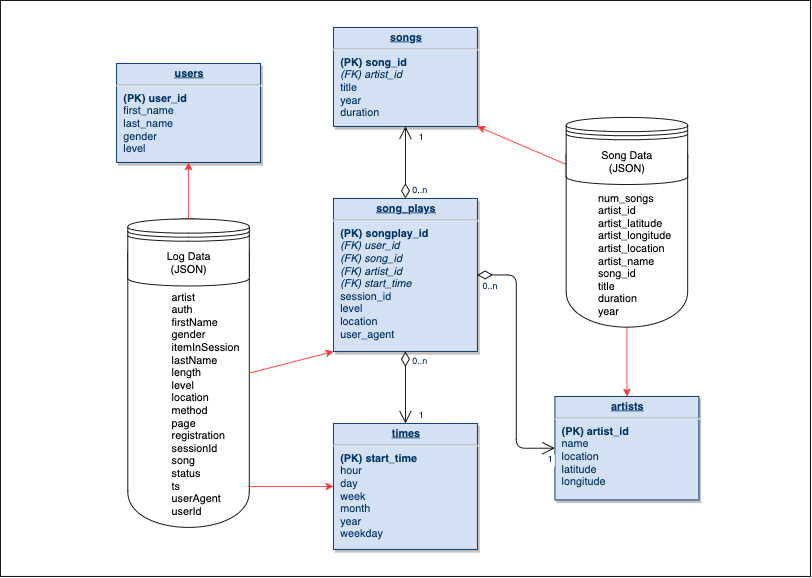 songs
(PK) song_id
(FK) artist_id
title
year
duration
users
(PK) user_id
first_name
last_name
gender
level
1
0..n
Song Data
(JSON)
num_songs
artist_id
artist_latitude
artist_longitude
artist_location
artist_name
song_id
title
duration
year
song_plays
(PK) songplay_id
(FK) user_id
(FK) song_id
(FK) artist_id
(FK) start_time
session_id
level
location
user_agent
0..n
0..n
1
1
Log Data
(JSON)
artist
auth
firstName
gender
itemInSession
lastName
length
level
location
method
page
registration
sessionId
song
status
ts
userAgent
userId
times
(PK) start_time
hour
day
week
month
year
weekday
artists
(PK) artist_id
name
location
latitude
longitude